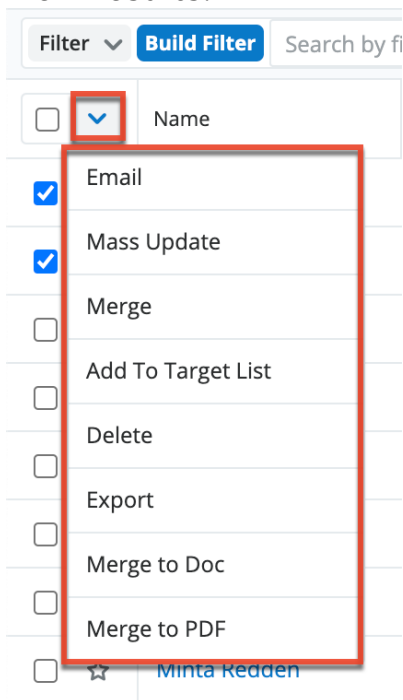 Filter
Build Filter
Search by fi
Name
Email
Mass Update
Merge
Add To Target List
Delete
Export
Merge to Doc
Merge to PDF
Minta Redden